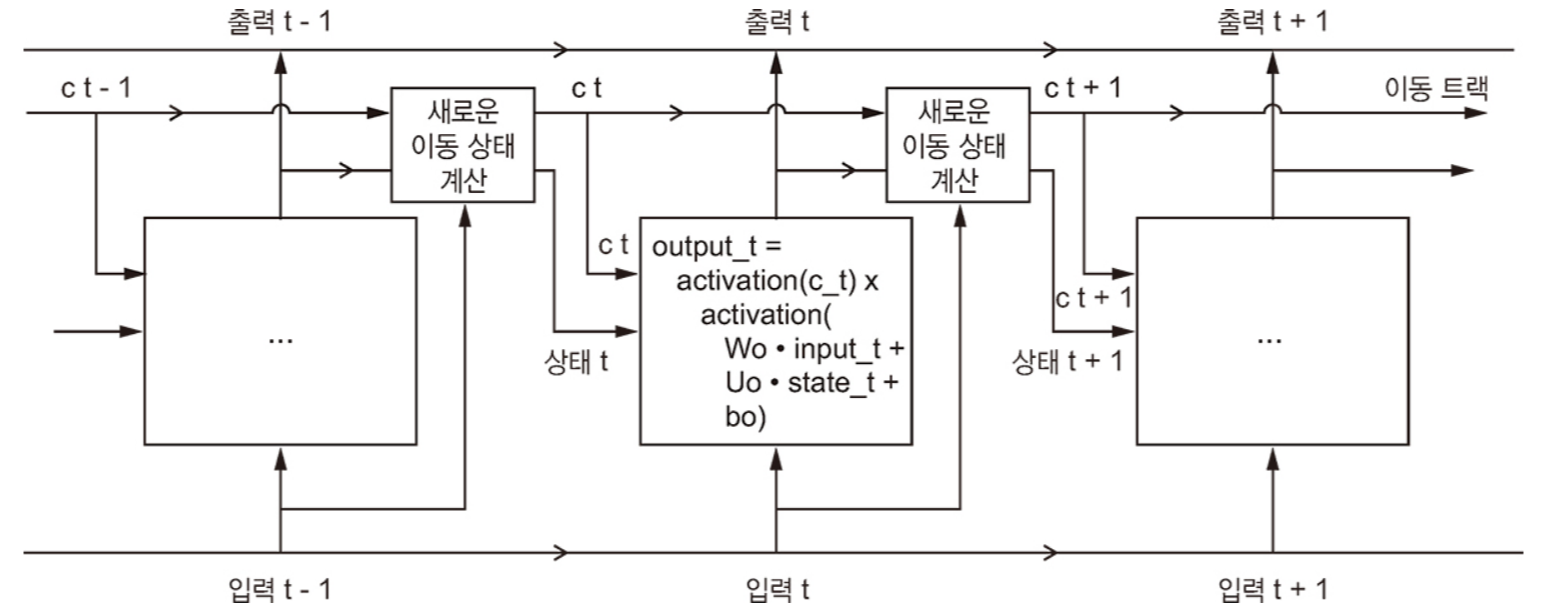 출력 t - 1
출력 t
출력 t + 1
c t - 1
새로운
이동 상태
계산
c t
새로운
이동 상태
계산
c t + 1
이동 트랙
...
c t
상태 t
output_t =
activation(c_t) x
activation(
Wo • input_t +
Uo • state_t +
bo)
c t + 1
상태 t + 1
...
입력 t - 1
입력 t
입력 t + 1